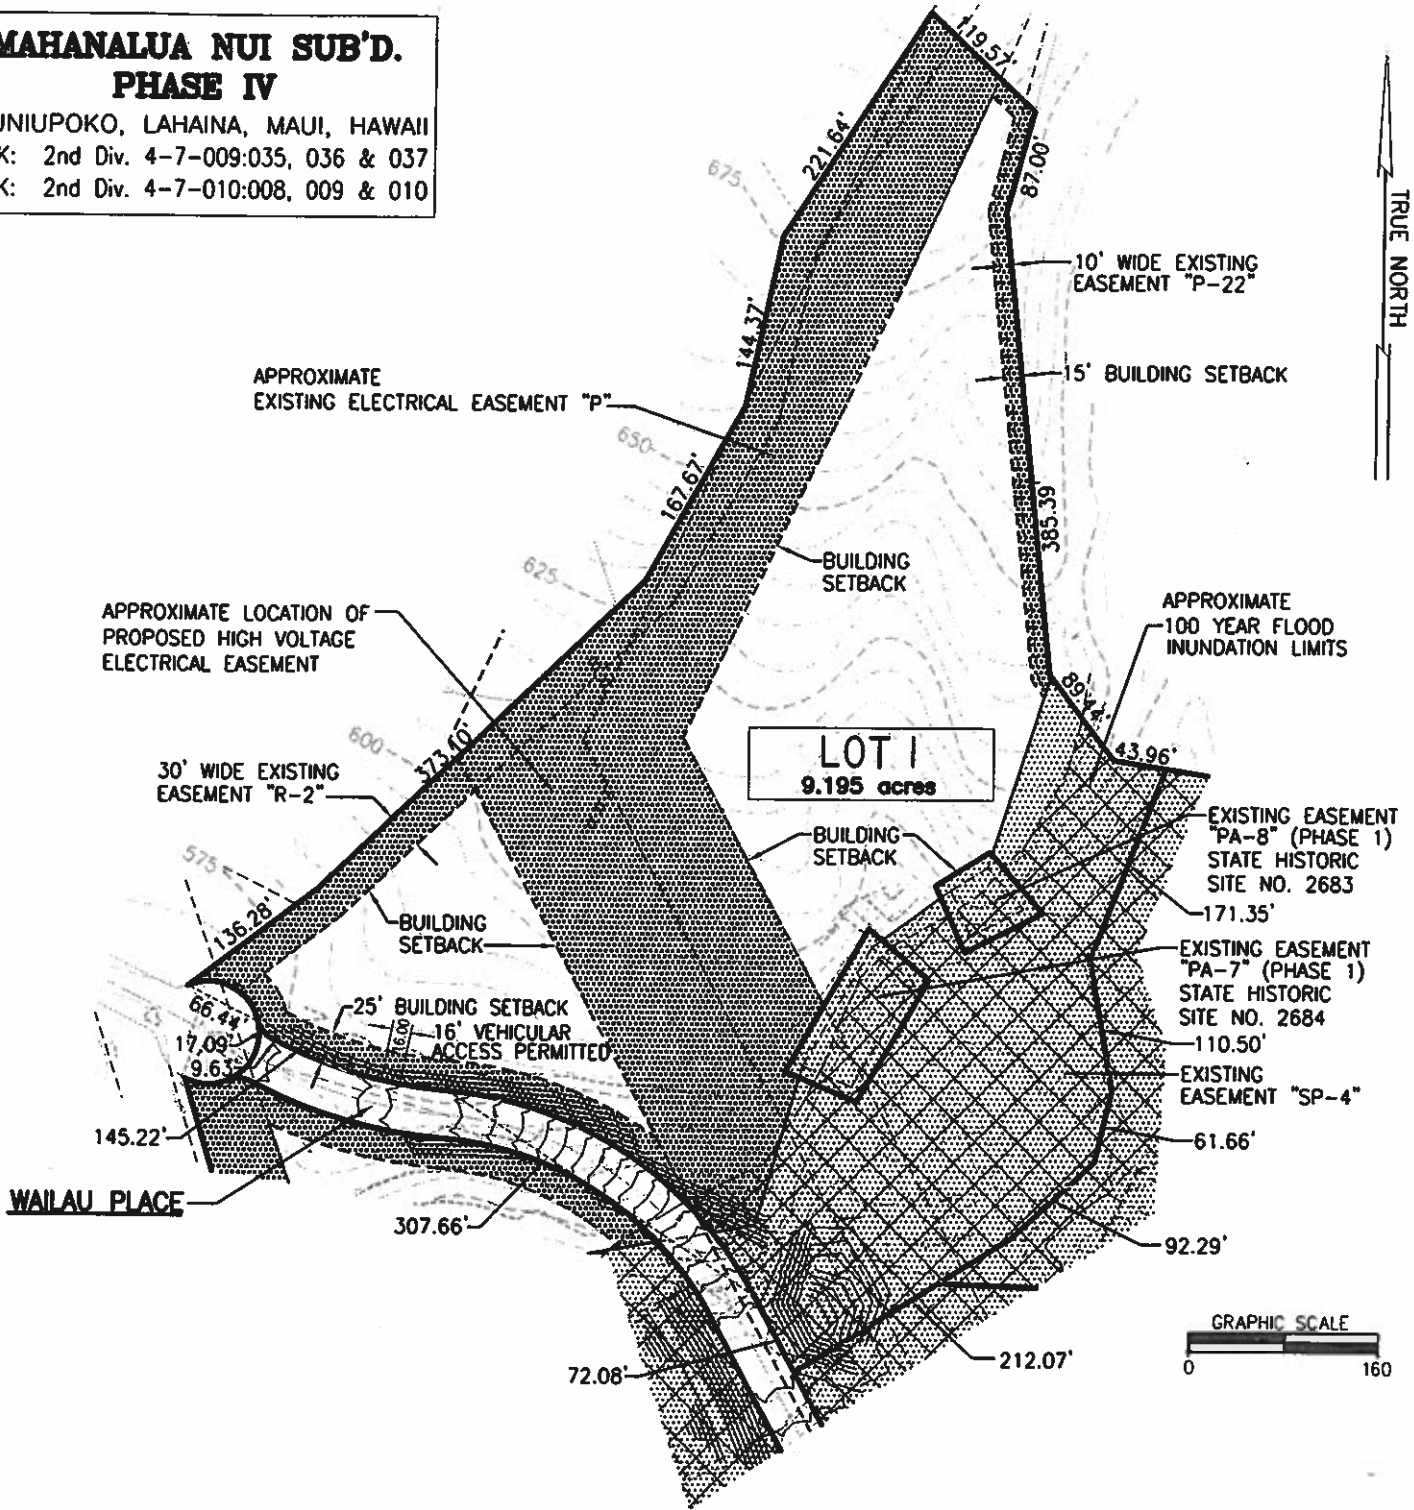 MAHANALUA NUI SUB'D.
PHASE IV
UNIUPOKO, LAHAINA, MAUI, HAWAII
K: 2nd Div. 4-7-009:035, 036 & 037
K: 2nd Div. 4-7-010:008, 009 & 010
119.57'
221.64'
87.00'
675
TRUE NORTH
10' WIDE EXISTING
EASEMENT "P-22"
144.37'
15' BUILDING SETBACK
APPROXIMATE
EXISTING ELECTRICAL EASEMENT "P"
650
167.67'
385.39'
BUILDING
SETBACK
625
APPROXIMATE LOCATION OF
PROPOSED HIGH VOLTAGE
ELECTRICAL EASEMENT
APPROXIMATE
100 YEAR FLOOD
INUNDATION LIMITS
89.44'
43.96'
LOT 1
9.195 acres
600
373.10'
30' WIDE EXISTING
EASEMENT "R-2"
BUILDING
SETBACK
EXISTING EASEMENT
"PA-8" (PHASE 1)
STATE HISTORIC
SITE NO. 2683
575
171.35'
136.28'
BUILDING
SETBACK
EXISTING EASEMENT
"PA-7" (PHASE 1)
STATE HISTORIC
SITE NO. 2684
66.44'
17.09'
9.63'
25' BUILDING SETBACK
16.00
16' VEHICULAR
ACCESS PERMITTED
110.50'
EXISTING
EASEMENT "SP-4"
145.22'
61.66'
WAILAU PLACE
307.66'
92.29'
72.08'
212.07'
GRAPHIC SCALE
0 160